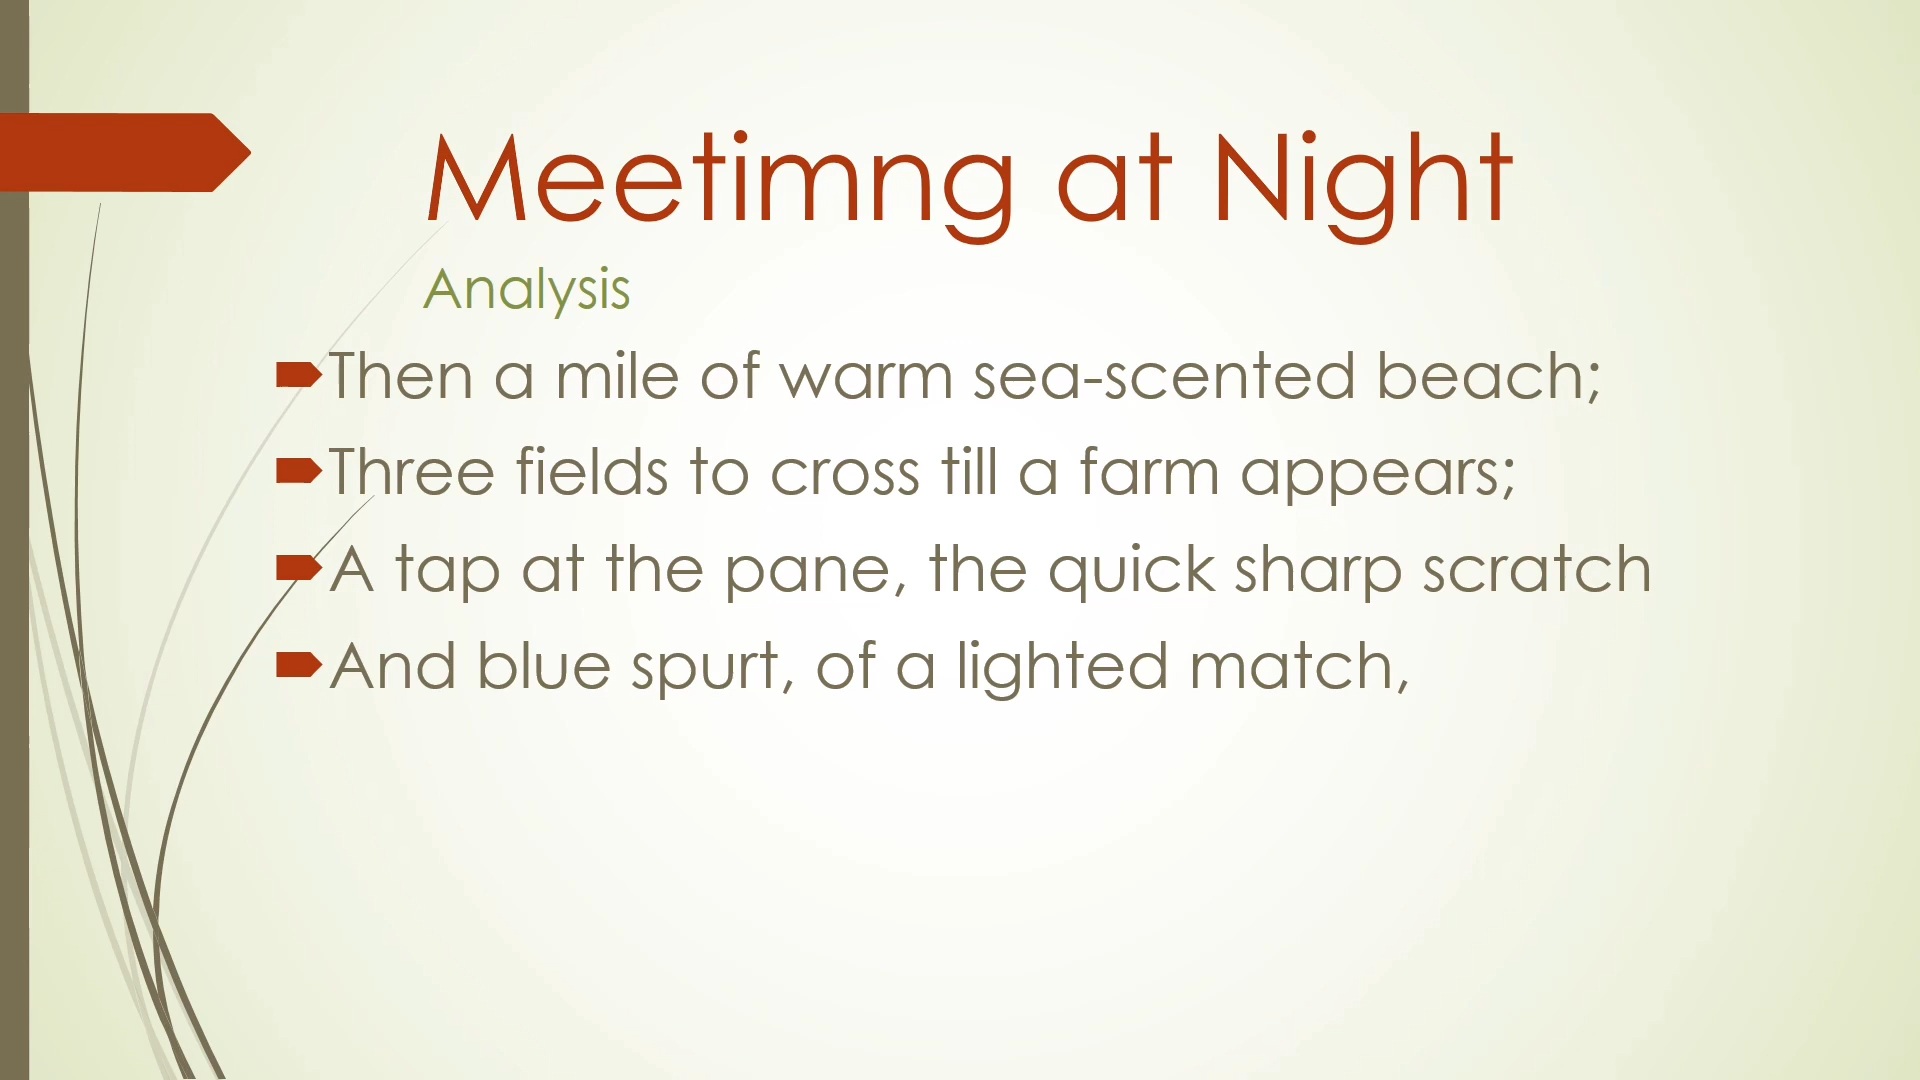 Meetimng at Night
Analysis
Then a mile of warm sea-scented beach;
Three fields to cross till a farm appears;
A tap at the pane, the quick sharp scratch
And blue spurt, of a lighted match,